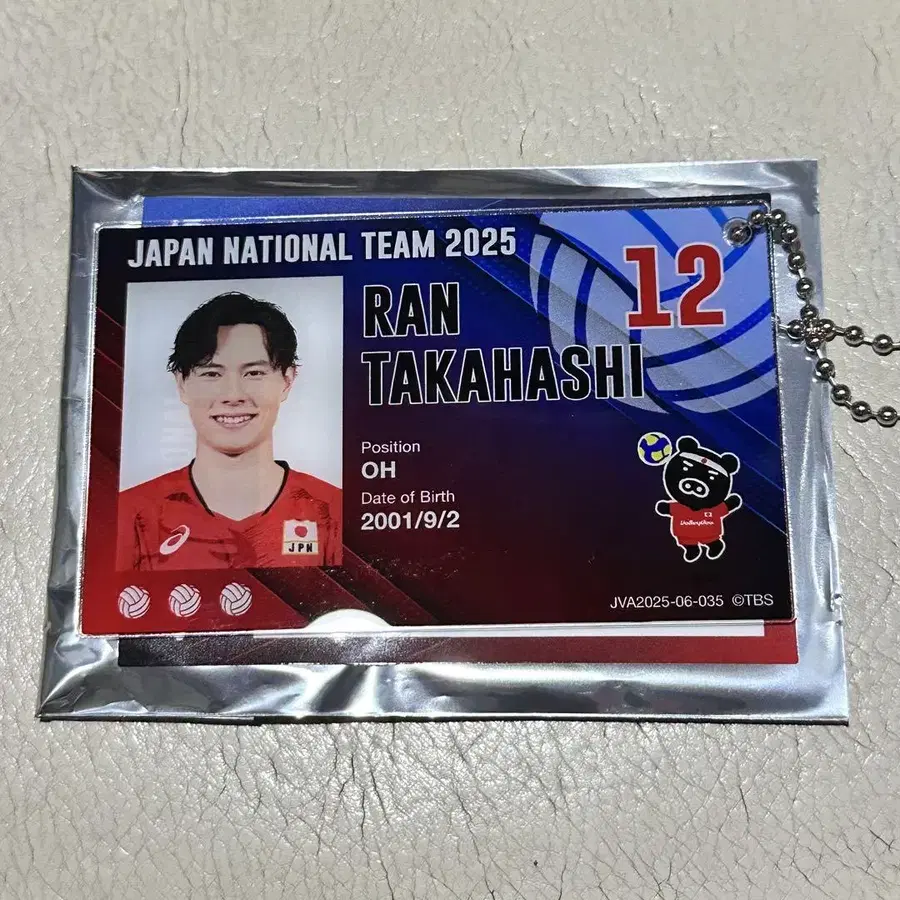 JAPAN NATIONAL TEAM 2025
12
RAN
TAKAHASHI
Position
OH
Date of Birth
2001/9/2
JPN
JVA2025-06-035 ©TBS